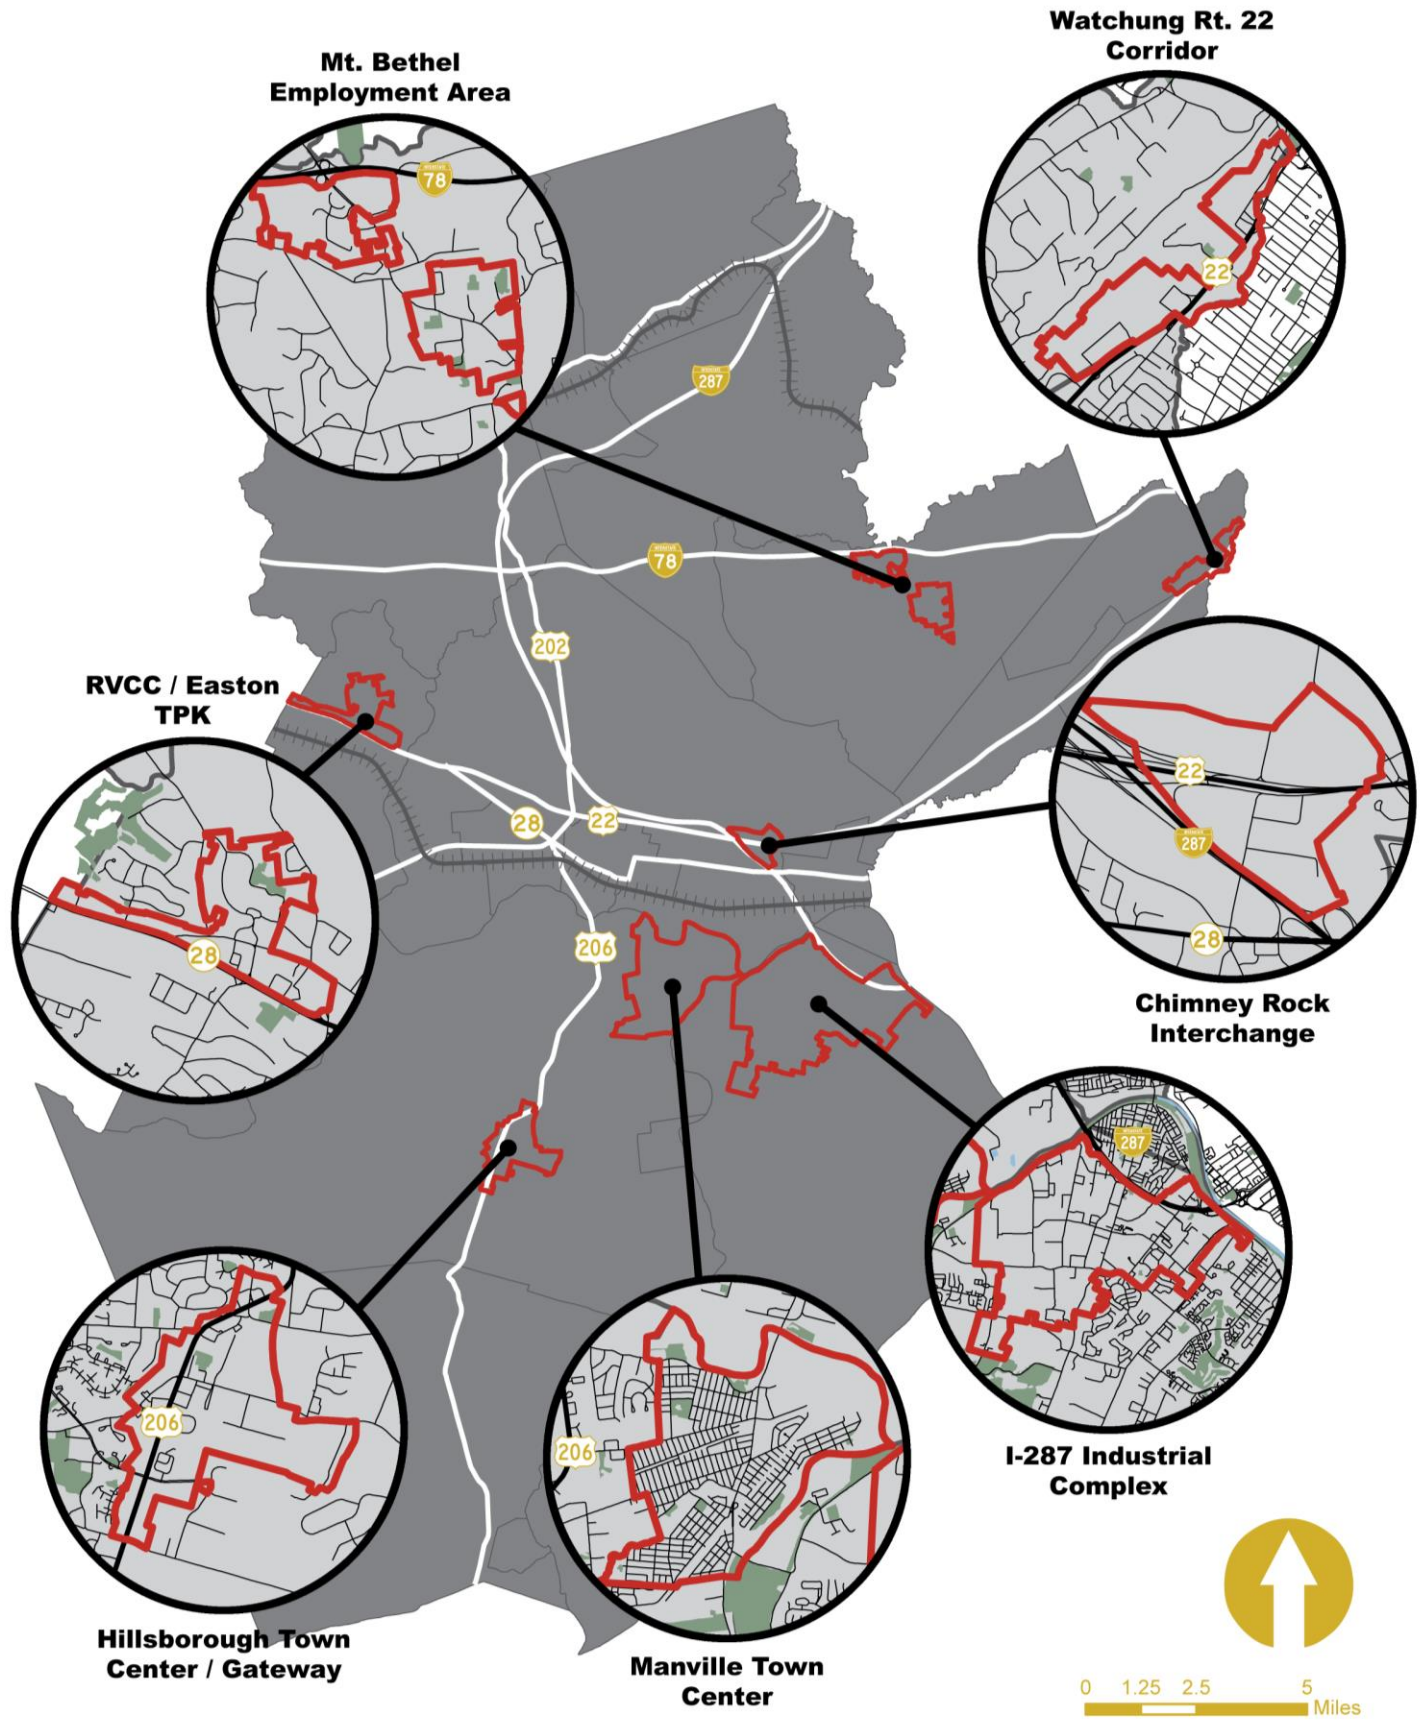 Watchung Rt. 22
Corridor
Mt. Bethel
Employment Area
78
22
287
78
202
RVCC / Easton
TPK
22
28
22
287
28
28
206
Chimney Rock
Interchange
287
206
206
I-287 Industrial
Complex
Hillsborough Town
Center / Gateway
Manville Town
Center
0 1.25 2.5 5
Miles